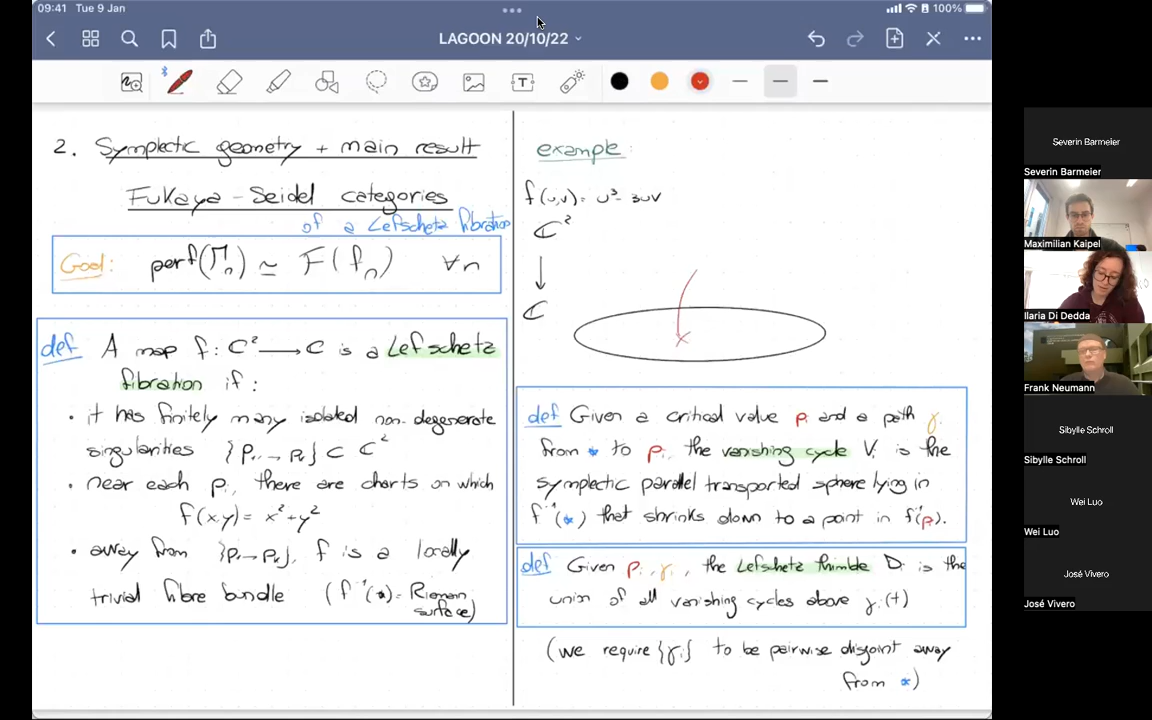 09:41 Tue 9 Jan
100%
LAGOON 20/10/22
2. Symplectic geometry + main result
Fukaya-Seidel categories
of a Lefschetz fibration
Goal: perf(Γn) ≃ F(fn) ∀n
def A map f: C² → C is a Lefschetz
fibration if:
• it has finitely many isolated non-degenerate
singularities {p1,...,pk} ⊂ C²
• near each pi, there are charts on which
f(x,y) = x²+y²
• away from {p1...pk}, f is a locally
trivial fibre bundle (f⁻¹(*) = Rieman
surface)
example:
f(u,v) = u³ - 3uv
C²
↓
C
x
def Given a critical value pi and a path γi
from * to pi, the vanishing cycle Vi is the
symplectic parallel transported sphere lying in
f⁻¹(*) that shrinks down to a point in f⁻¹(p).
def Given pi, γi, the Lefschetz thimble Di is the
union of all vanishing cycles above γi(t)
(we require {γi} to be pairwise disjoint away
from *)
Severin Barmeier
Severin Barmeier
Maximilian Kaipel
Ilaria Di Dedda
Frank Neumann
Sibylle Schroll
Sibylle Schroll
Wei Luo
Wei Luo
José Vivero
José Vivero